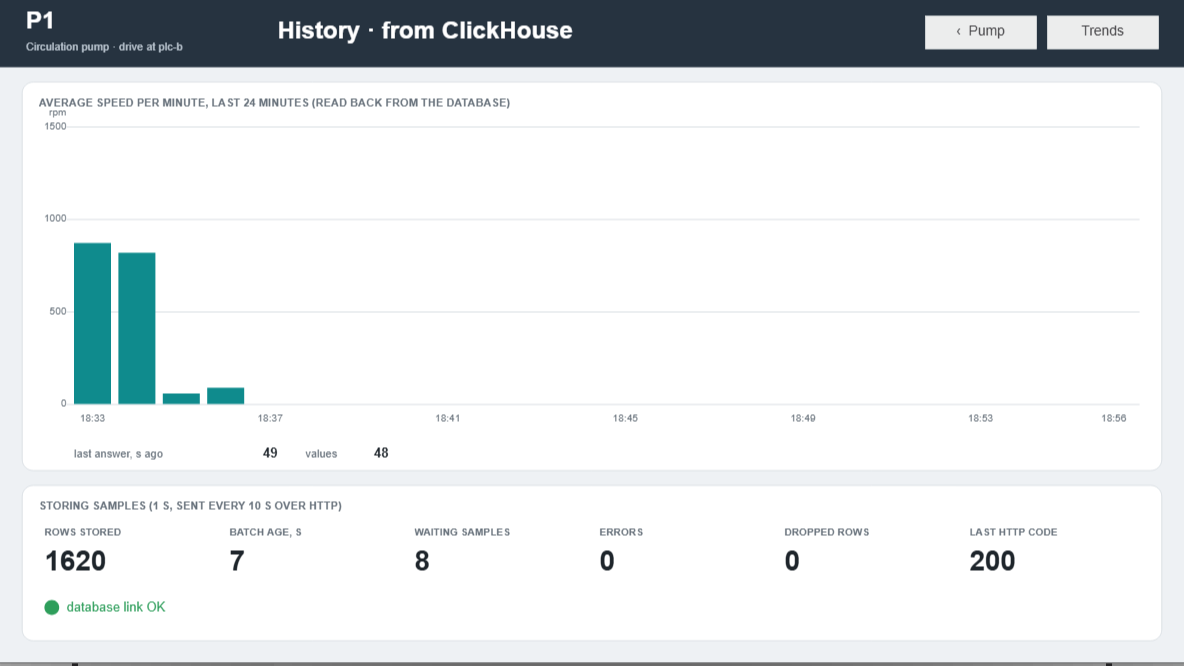 P1
Circulation pump · drive at plc-b
History · from ClickHouse
‹ Pump
Trends
AVERAGE SPEED PER MINUTE, LAST 24 MINUTES (READ BACK FROM THE DATABASE)
rpm
1500
1000
500
0
18:33 18:37 18:41 18:45 18:49 18:53 18:56
last answer, s ago 49 values 48
STORING SAMPLES (1 S, SENT EVERY 10 S OVER HTTP)
ROWS STORED BATCH AGE, S WAITING SAMPLES ERRORS DROPPED ROWS LAST HTTP CODE
1620 7 8 0 0 200
database link OK